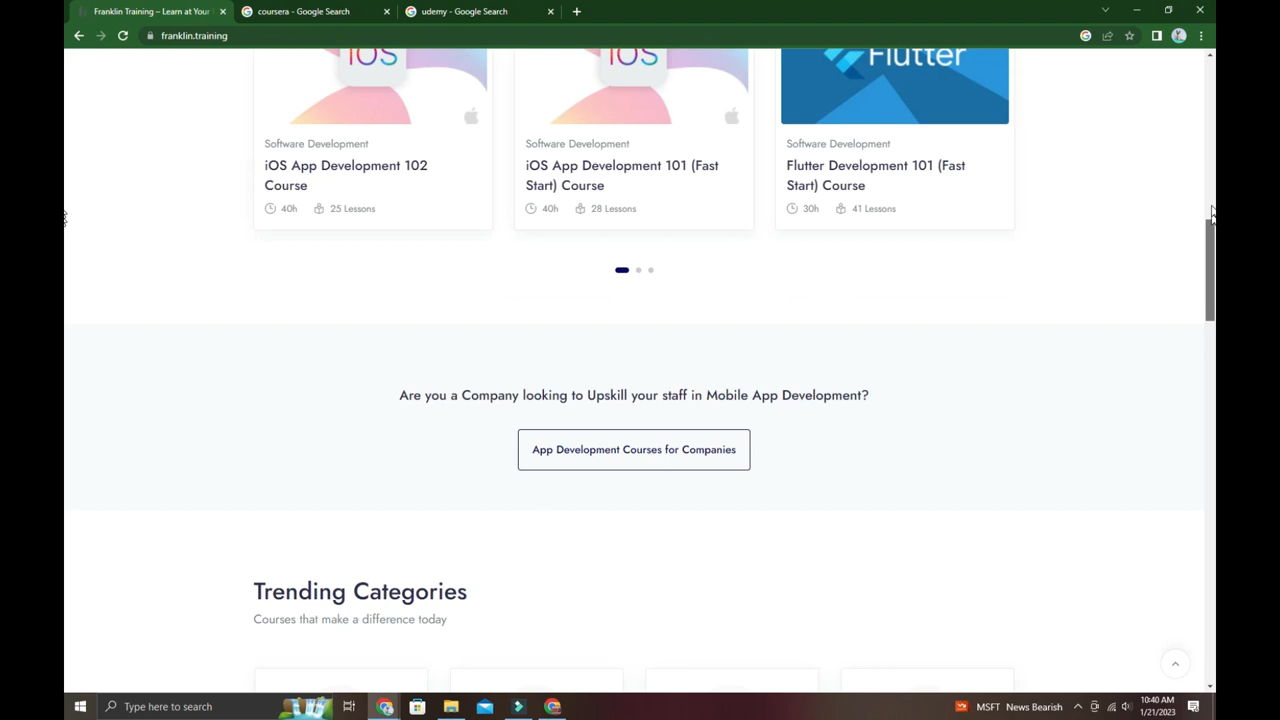 Franklin Training – Learn at Your
coursera - Google Search
udemy - Google Search
franklin.training
iOS
iOS
Flutter
Software Development
Software Development
Software Development
iOS App Development 102
Course
iOS App Development 101 (Fast
Start) Course
Flutter Development 101 (Fast
Start) Course
40h 25 Lessons
40h 28 Lessons
30h 41 Lessons
Are you a Company looking to Upskill your staff in Mobile App Development?
App Development Courses for Companies
Trending Categories
Courses that make a difference today
Type here to search
MSFT News Bearish
10:40 AM
1/21/2023